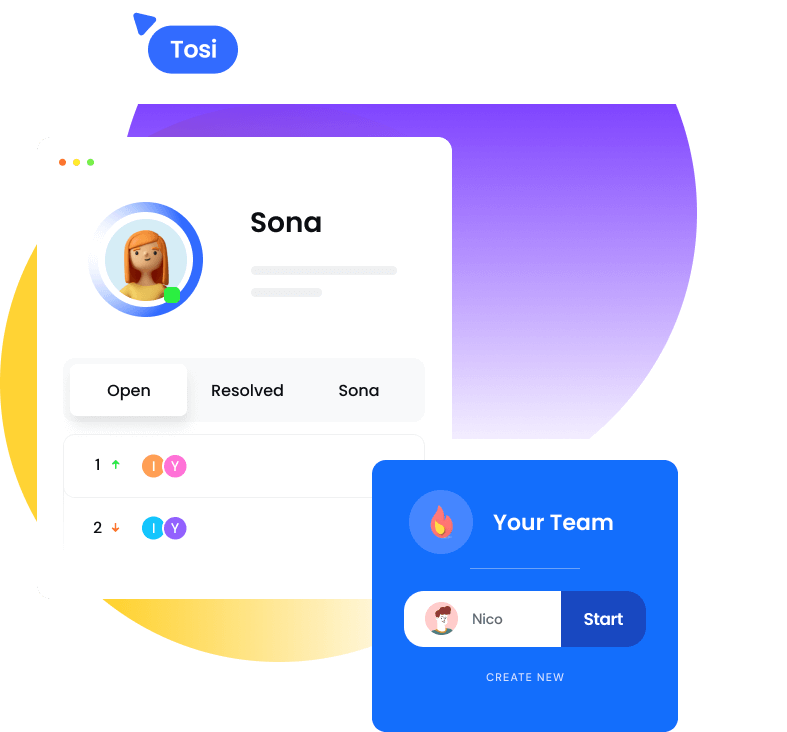 Tosi
Sona
Open Resolved Sona
1 I Y
2 I Y
Your Team
Nico Start
CREATE NEW